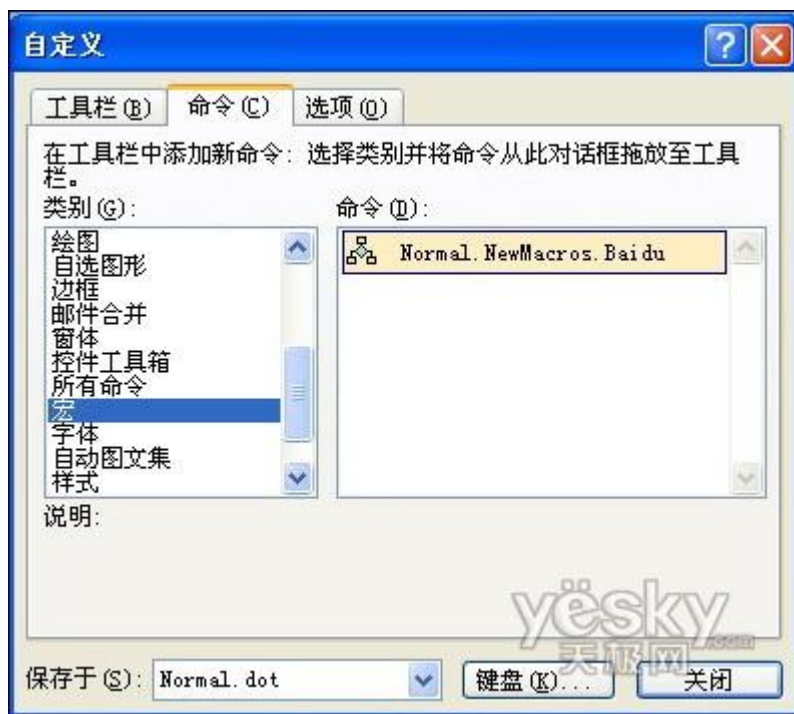 自定义
工具栏(B) 命令(C) 选项(O)
在工具栏中添加新命令: 选择类别并将命令从此对话框拖放至工具
栏。
类别(G):
绘图
自选图形
边框
邮件合并
窗体
控件工具箱
所有命令
宏
字体
自动图文集
样式
命令(D):
Normal.NewMacros.Baidu
说明:
yësky
天极网.com
保存于(S): Normal.dot 键盘(K)... 关闭